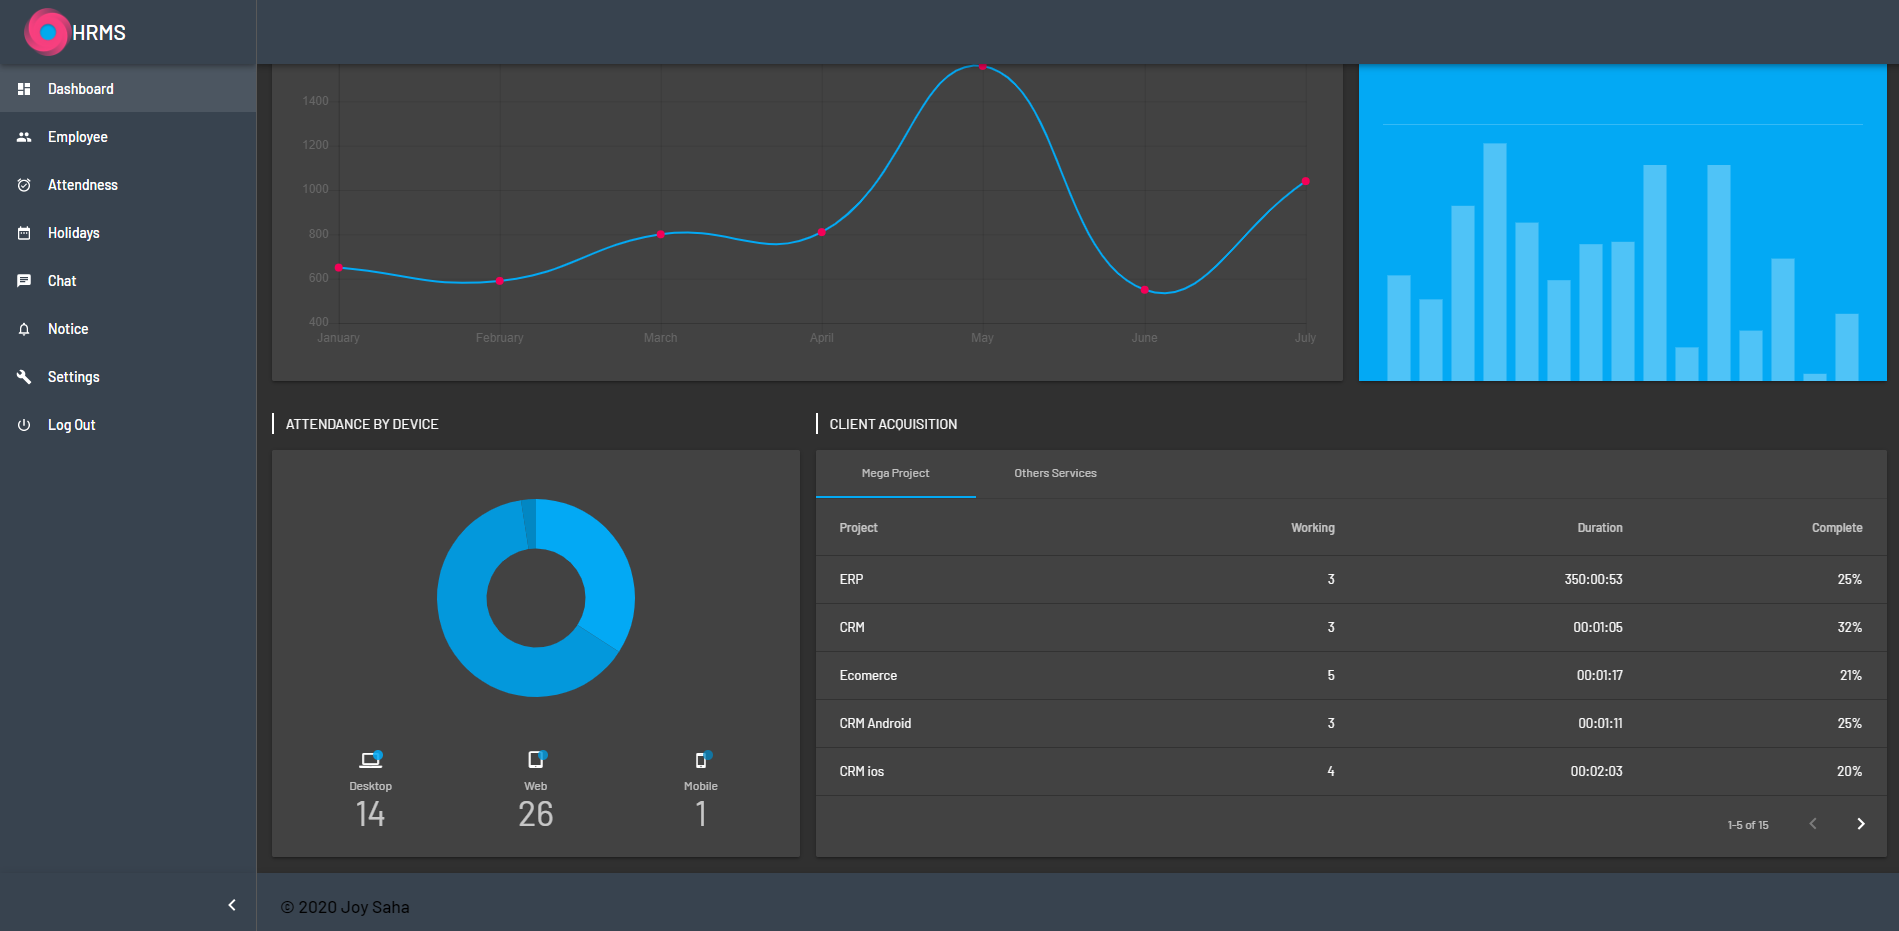 HRMS
Dashboard
Employee
Attendness
Holidays
Chat
Notice
Settings
Log Out
1400
1200
1000
800
600
400
January February March April May June July
ATTENDANCE BY DEVICE
Desktop Web Mobile
14 26 1
CLIENT ACQUISITION
Mega Project Others Services
Project Working Duration Complete
ERP 3 350:00:53 25%
CRM 3 00:01:05 32%
Ecomerce 5 00:01:17 21%
CRM Android 3 00:01:11 25%
CRM ios 4 00:02:03 20%
1-5 of 15
© 2020 Joy Saha